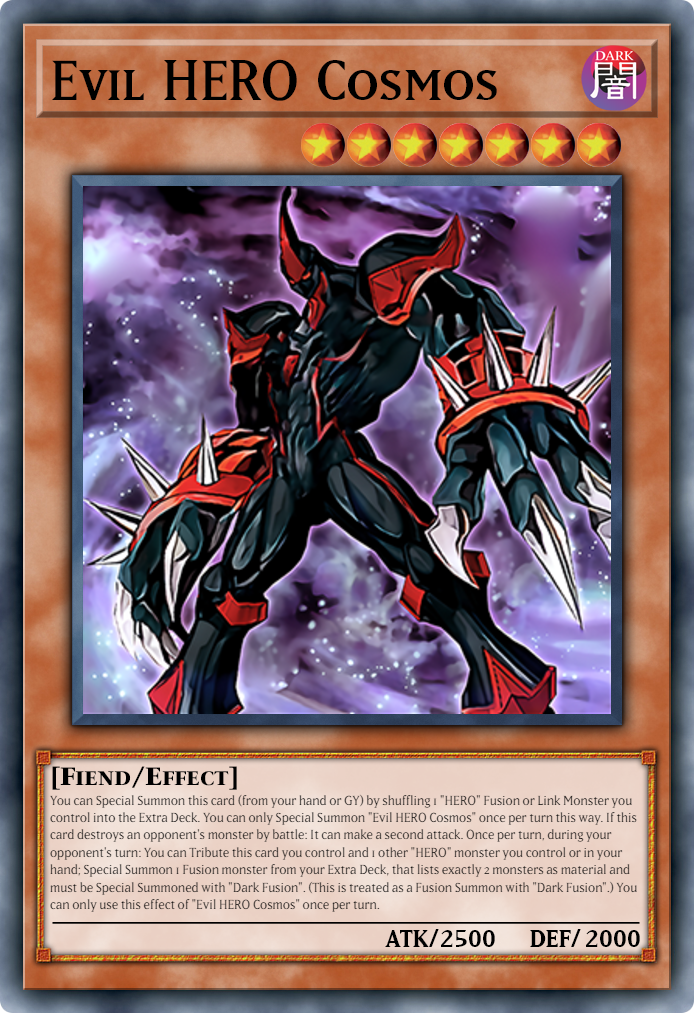 Evil HERO Cosmos
DARK
闇
[Fiend/Effect]
You can Special Summon this card (from your hand or GY) by shuffling 1 "HERO" Fusion or Link Monster you
control into the Extra Deck. You can only Special Summon "Evil HERO Cosmos" once per turn this way. If this
card destroys an opponent's monster by battle: It can make a second attack. Once per turn, during your
opponent's turn: You can Tribute this card you control and 1 other "HERO" monster you control or in your
hand; Special Summon 1 Fusion monster from your Extra Deck, that lists exactly 2 monsters as material and
must be Special Summoned with "Dark Fusion". (This is treated as a Fusion Summon with "Dark Fusion".) You
can only use this effect of "Evil HERO Cosmos" once per turn.
ATK/2500 DEF/ 2000